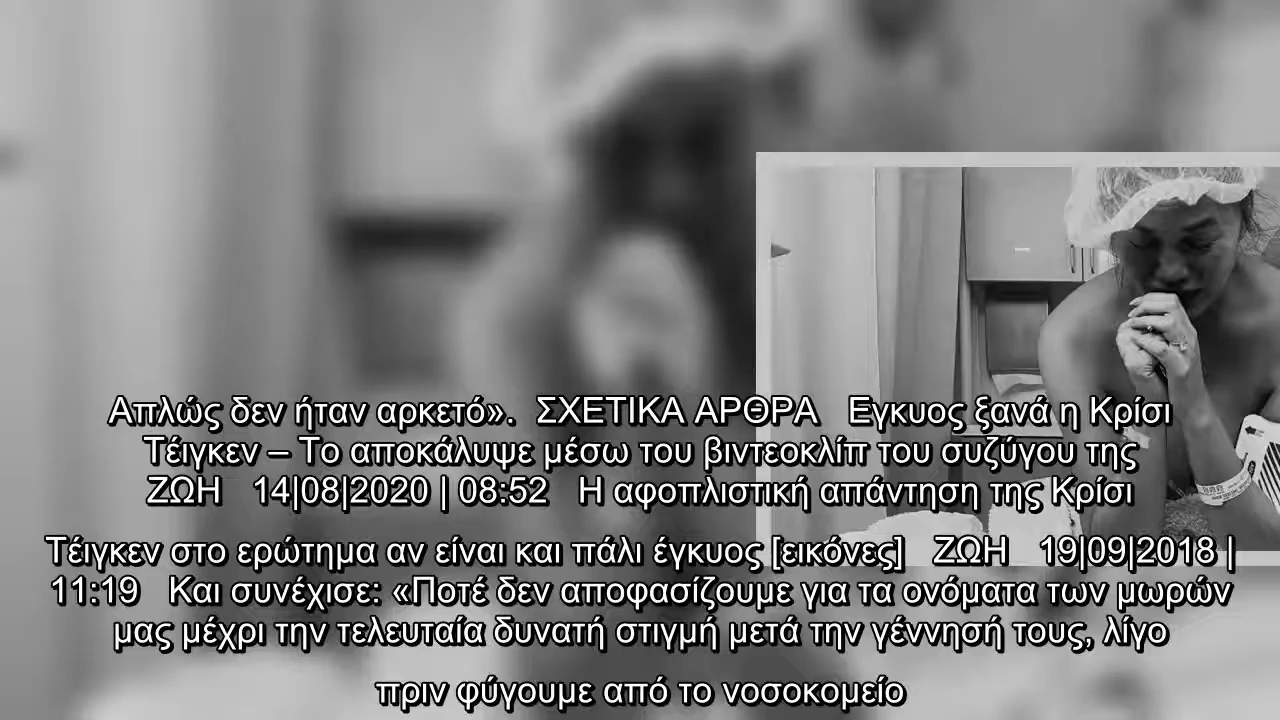 Απλώς δεν ήταν αρκετό».  ΣΧΕΤΙΚΑ ΑΡΘΡΑ   Εγκυος ξανά η Κρίσι
Τέιγκεν – Το αποκάλυψε μέσω του βιντεοκλίπ του συζύγου της
ΖΩΗ   14|08|2020 | 08:52   Η αφοπλιστική απάντηση της Κρίσι
Τέιγκεν στο ερώτημα αν είναι και πάλι έγκυος [εικόνες]   ΖΩΗ   19|09|2018 |
11:19   Και συνέχισε: «Ποτέ δεν αποφασίζουμε για τα ονόματα των μωρών
μας μέχρι την τελευταία δυνατή στιγμή μετά την γέννησή τους, λίγο
πριν φύγουμε από το νοσοκομείο